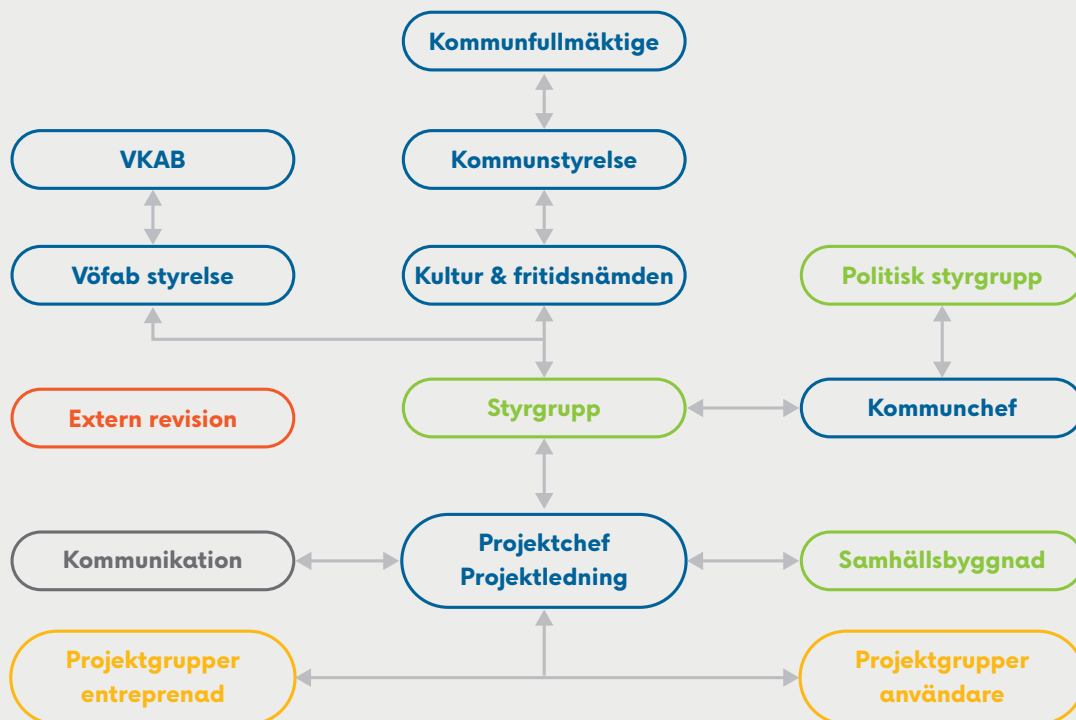 Kommunfullmäktige
VKAB
Kommunstyrelse
Vöfab styrelse
Kultur & fritidsnämden
Politisk styrgrupp
Extern revision
Styrgrupp
Kommunchef
Kommunikation
Projektchef
Projektledning
Samhällsbyggnad
Projektgrupper
entreprenad
Projektgrupper
användare